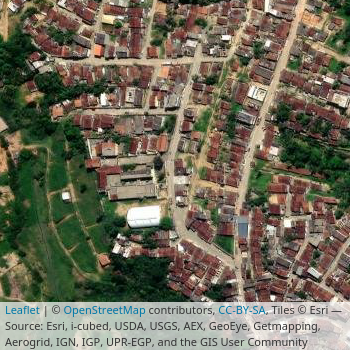 Leaflet | © OpenStreetMap contributors, CC-BY-SA, Tiles © Esri —
Source: Esri, i-cubed, USDA, USGS, AEX, GeoEye, Getmapping,
Aerogrid, IGN, IGP, UPR-EGP, and the GIS User Community